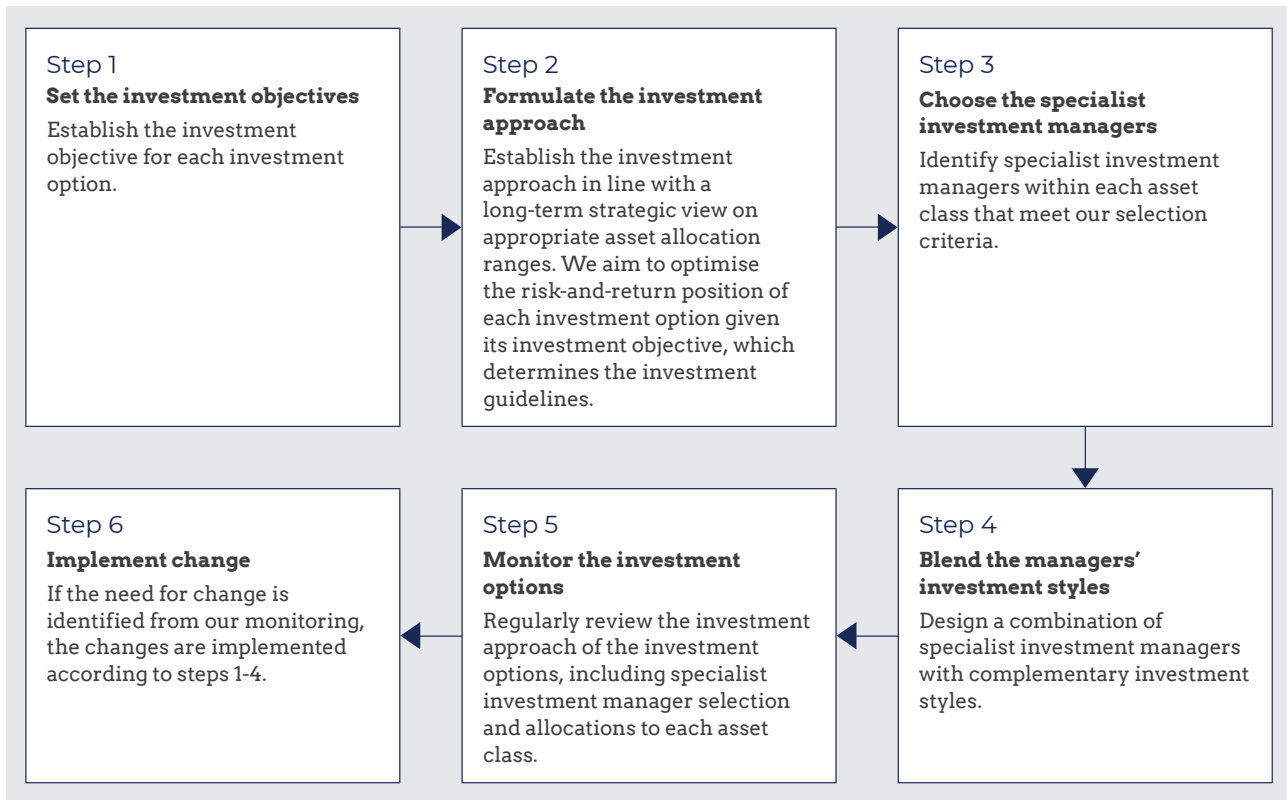 Step 1
Set the investment objectives
Establish the investment
objective for each investment
option.
Step 2
Formulate the investment
approach
Establish the investment
approach in line with a
long-term strategic view on
appropriate asset allocation
ranges. We aim to optimise
the risk-and-return position of
each investment option given
its investment objective, which
determines the investment
guidelines.
Step 3
Choose the specialist
investment managers
Identify specialist investment
managers within each asset
class that meet our selection
criteria.
Step 4
Blend the managers’
investment styles
Design a combination of
specialist investment managers
with complementary investment
styles.
Step 5
Monitor the investment
options
Regularly review the investment
approach of the investment
options, including specialist
investment manager selection
and allocations to each asset
class.
Step 6
Implement change
If the need for change is
identified from our monitoring,
the changes are implemented
according to steps 1-4.